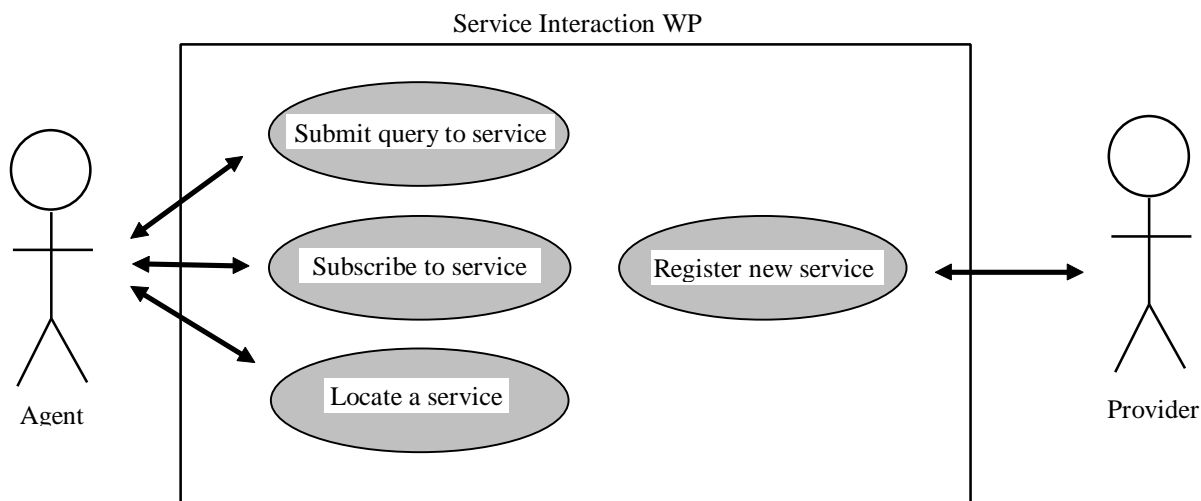 Service Interaction WP
Submit query to service
Subscribe to service
Register new service
Locate a service
Agent
Provider